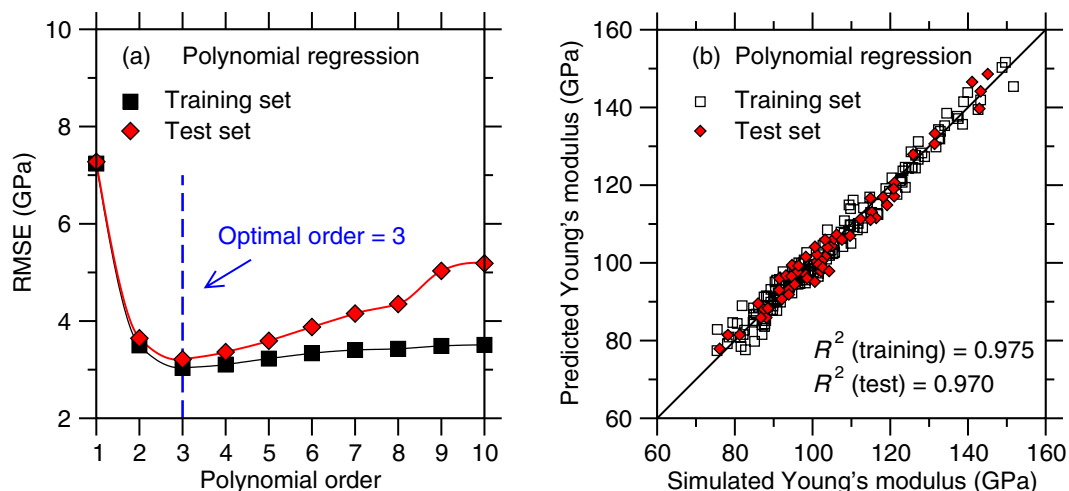 (a) Polynomial regression
Training set
Test set
Optimal order = 3
RMSE (GPa)
10
8
6
4
2
1 2 3 4 5 6 7 8 9 10
Polynomial order
(b) Polynomial regression
Training set
Test set
R² (training) = 0.975
R² (test) = 0.970
Predicted Young's modulus (GPa)
160
140
120
100
80
60
60 80 100 120 140 160
Simulated Young's modulus (GPa)